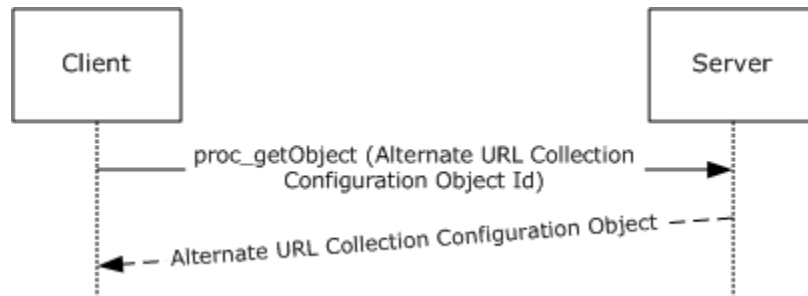 Client
Server
proc_getObject (Alternate URL Collection
Configuration Object Id)
Alternate URL Collection Configuration Object